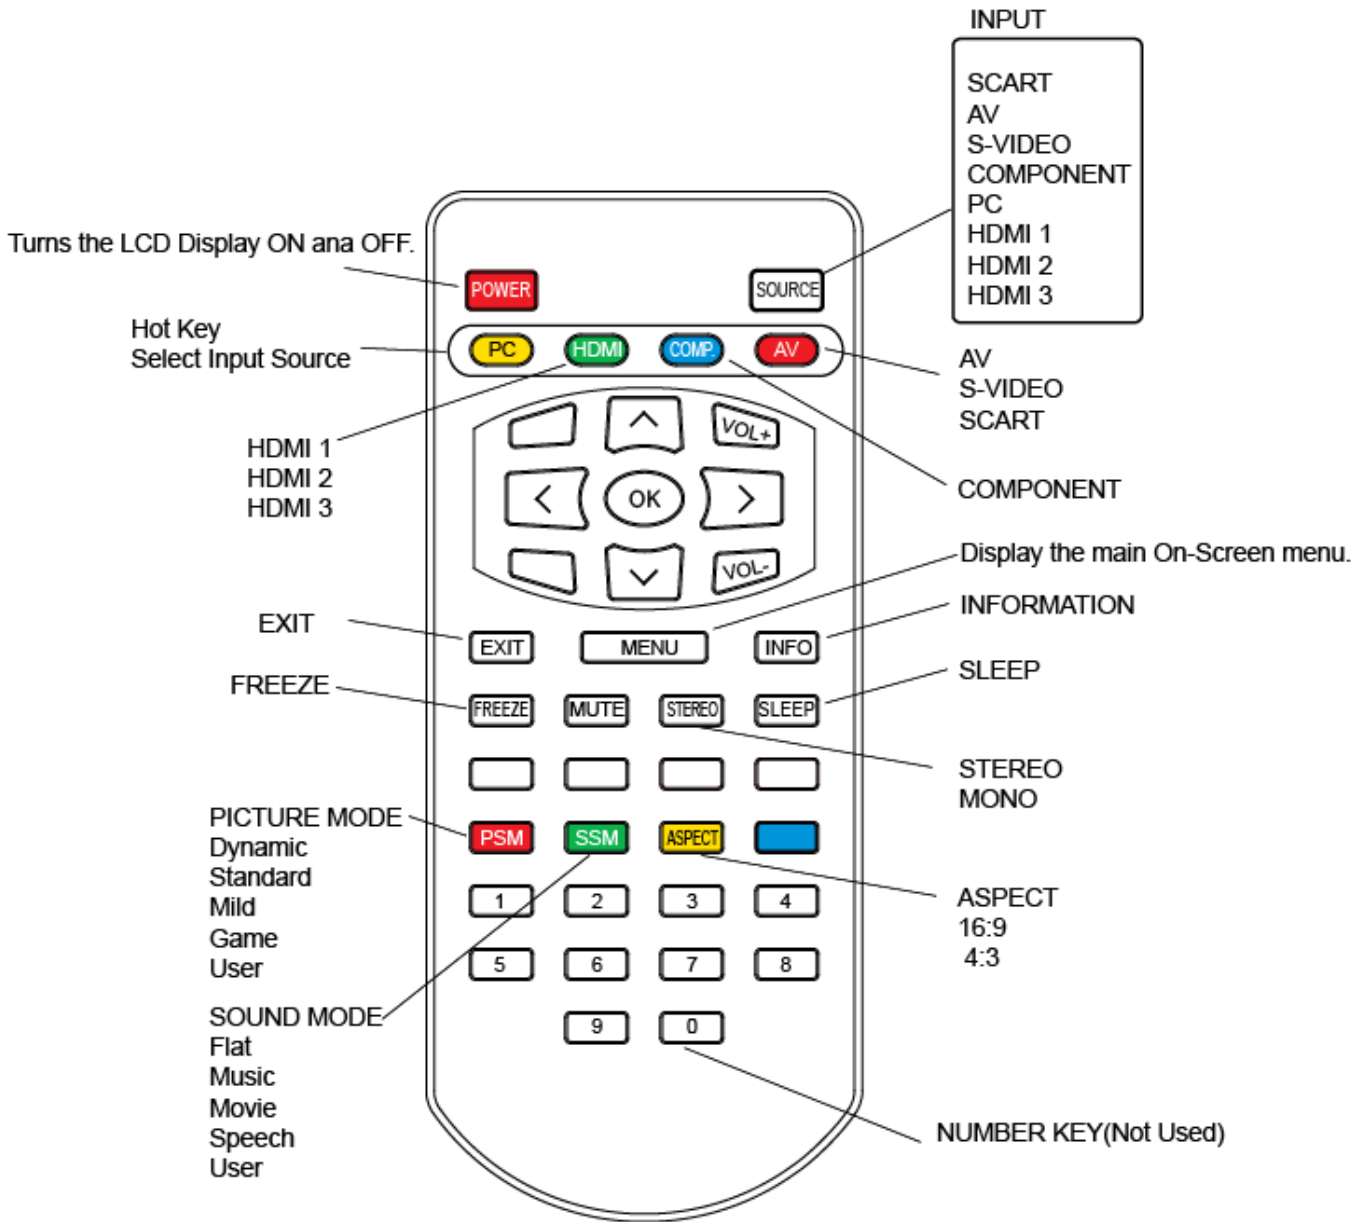 INPUT
SCART
AV
S-VIDEO
COMPONENT
PC
HDMI 1
HDMI 2
HDMI 3
Turns the LCD Display ON ana OFF.
POWER
SOURCE
Hot Key
Select Input Source
PC
HDMI
COMP.
AV
AV
S-VIDEO
SCART
HDMI 1
HDMI 2
HDMI 3
VOL+
OK
VOL-
COMPONENT
Display the main On-Screen menu.
EXIT
EXIT
MENU
INFO
INFORMATION
FREEZE
FREEZE
MUTE
STEREO
SLEEP
SLEEP
STEREO
MONO
PICTURE MODE
Dynamic
Standard
Mild
Game
User
PSM
SSM
ASPECT
1
2
3
4
5
6
7
8
9
0
ASPECT
16:9
4:3
SOUND MODE
Flat
Music
Movie
Speech
User
NUMBER KEY(Not Used)